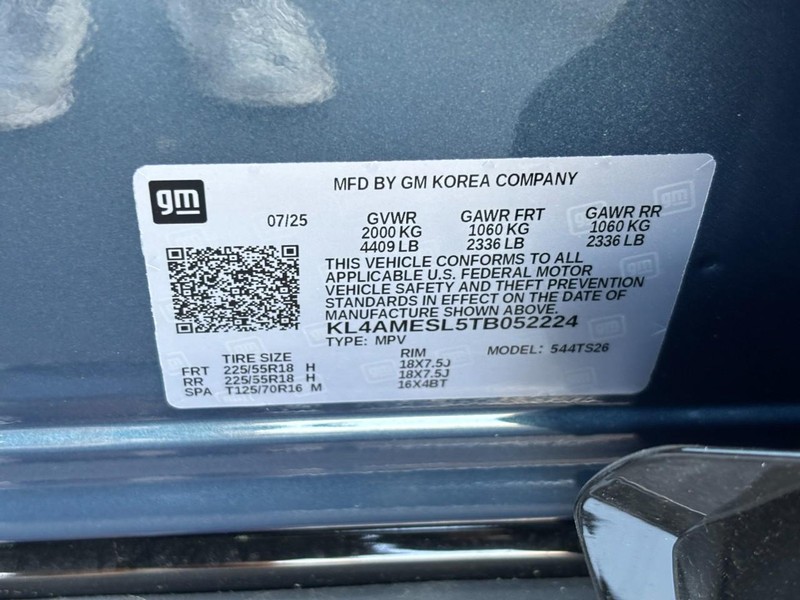 gm
MFD BY GM KOREA COMPANY
07/25 GVWR GAWR FRT GAWR RR
2000 KG 1060 KG 1060 KG
4409 LB 2336 LB 2336 LB
THIS VEHICLE CONFORMS TO ALL
APPLICABLE U.S. FEDERAL MOTOR
VEHICLE SAFETY AND THEFT PREVENTION
STANDARDS IN EFFECT ON THE DATE OF
MANUFACTURE SHOWN ABOVE.
KL4AMESL5TB052224
TYPE: MPV MODEL: 544TS26
TIRE SIZE RIM
FRT 225/55R18 H 18X7.5J
RR 225/55R18 H 18X7.5J
SPA T125/70R16 M 16X4BT